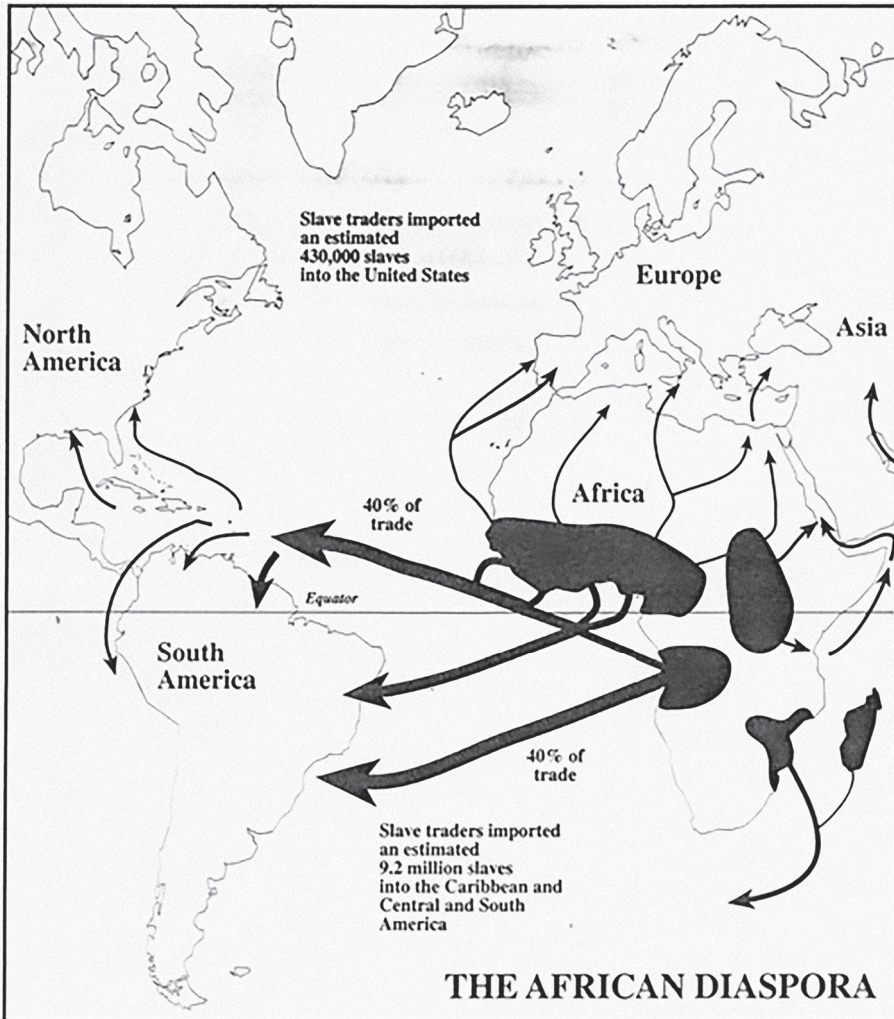 Slave traders imported
an estimated
430,000 slaves
into the United States
Europe
North
America
Asia
Africa
40% of
trade
Equator
South
America
40% of
trade
Slave traders imported
an estimated
9.2 million slaves
into the Caribbean and
Central and South
America
THE AFRICAN DIASPORA